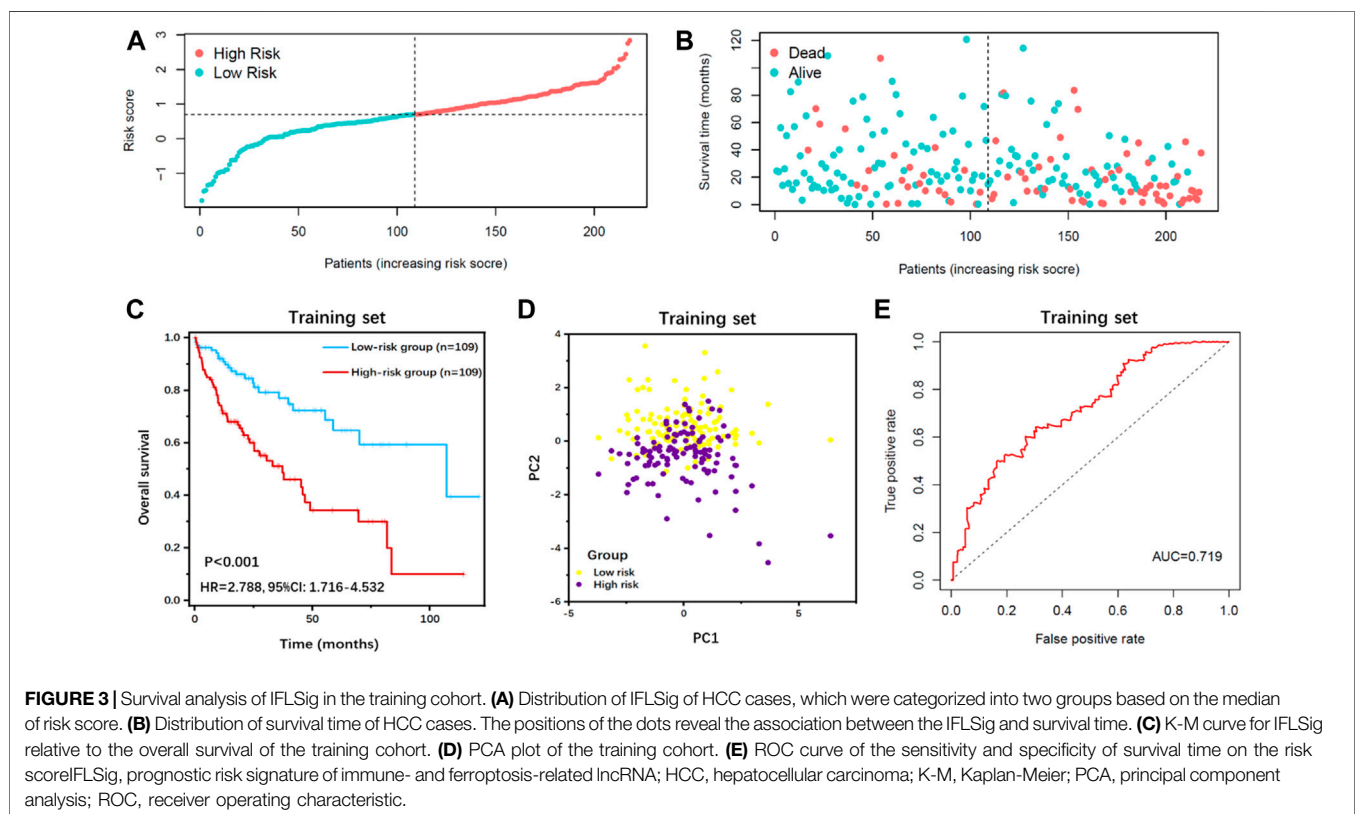 A
3
2
1
0
−1
Risk score
High Risk
Low Risk
0
50
100
150
200
Patients (increasing risk socre)
B
120
100
80
60
40
20
0
Survival time (months)
Dead
Alive
0
50
100
150
200
Patients (increasing risk socre)
C
Training set
1.0
0.8
0.6
0.4
0.2
0.0
Overall survival
Low-risk group (n=109)
High-risk group (n=109)
P<0.001
HR=2.788, 95%CI: 1.716-4.532
0
50
100
Time (months)
D
Training set
4
2
0
-2
-4
-6
PC2
Group
Low risk
High risk
-5
0
5
PC1
E
Training set
1.0
0.8
0.6
0.4
0.2
0.0
True positive rate
AUC=0.719
0.0
0.2
0.4
0.6
0.8
1.0
False positive rate
FIGURE 3 | Survival analysis of IFLSig in the training cohort. (A) Distribution of IFLSig of HCC cases, which were categorized into two groups based on the median
of risk score. (B) Distribution of survival time of HCC cases. The positions of the dots reveal the association between the IFLSig and survival time. (C) K-M curve for IFLSig
relative to the overall survival of the training cohort. (D) PCA plot of the training cohort. (E) ROC curve of the sensitivity and specificity of survival time on the risk
scoreIFLSig, prognostic risk signature of immune- and ferroptosis-related lncRNA; HCC, hepatocellular carcinoma; K-M, Kaplan-Meier; PCA, principal component
analysis; ROC, receiver operating characteristic.